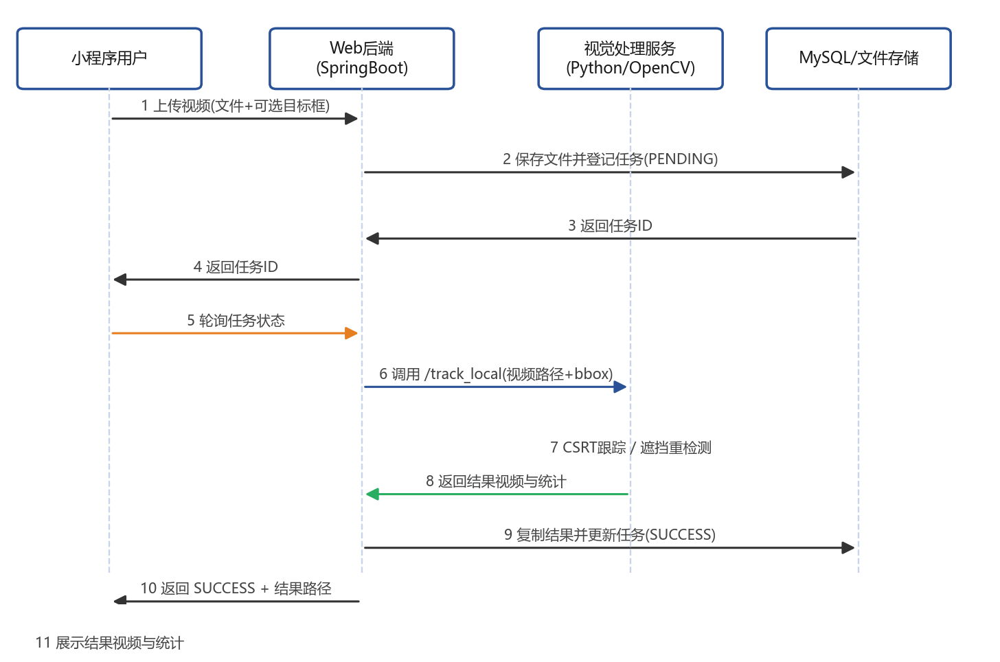 小程序用户
Web后端
(SpringBoot)
视觉处理服务
(Python/OpenCV)
MySQL/文件存储
1 上传视频(文件+可选目标框)
2 保存文件并登记任务(PENDING)
3 返回任务ID
4 返回任务ID
5 轮询任务状态
6 调用 /track_local(视频路径+bbox)
7 CSRT跟踪 / 遮挡重检测
8 返回结果视频与统计
9 复制结果并更新任务(SUCCESS)
10 返回 SUCCESS + 结果路径
11 展示结果视频与统计